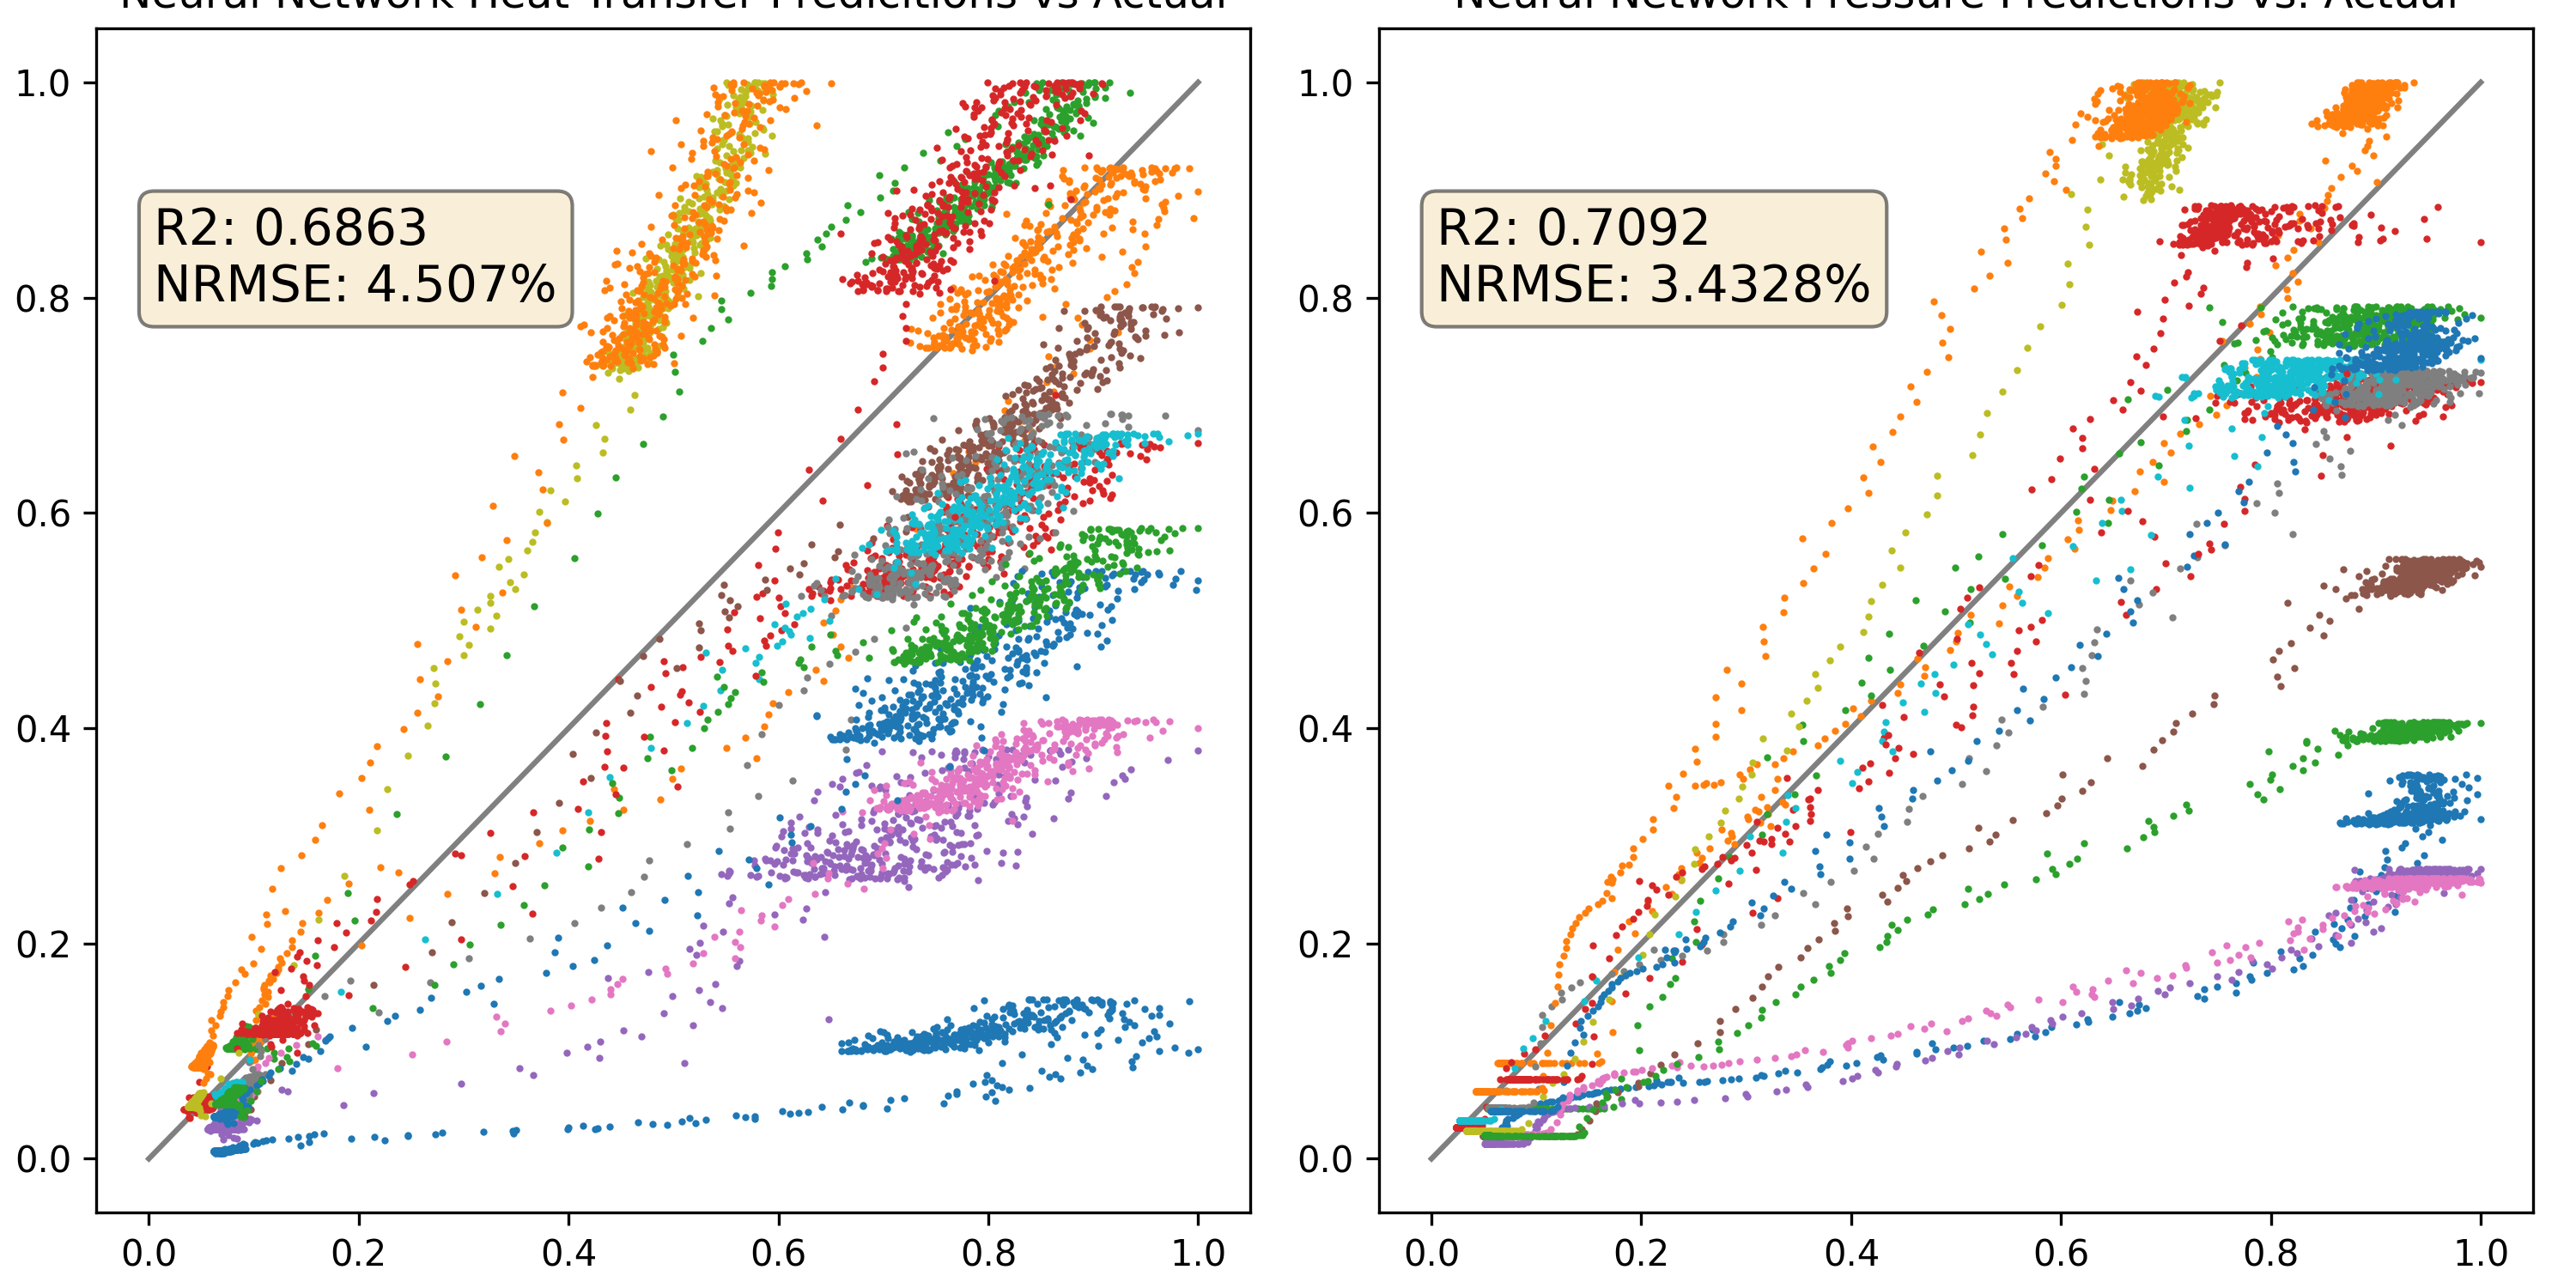 Neural Network Heat Transfer Predicitions vs Actual
Neural Network Pressure Predictions vs. Actual
1.0
0.8
0.6
0.4
0.2
0.0
R2: 0.6863
NRMSE: 4.507%
0.0 0.2 0.4 0.6 0.8 1.0
1.0
0.8
0.6
0.4
0.2
0.0
R2: 0.7092
NRMSE: 3.4328%
0.0 0.2 0.4 0.6 0.8 1.0